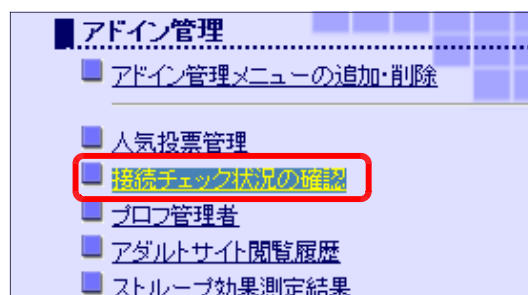 アドイン管理
アドイン管理メニューの追加・削除
人気投票管理
接続チェック状況の確認
プロフ管理者
アダルトサイト閲覧履歴
ストループ効果測定結果